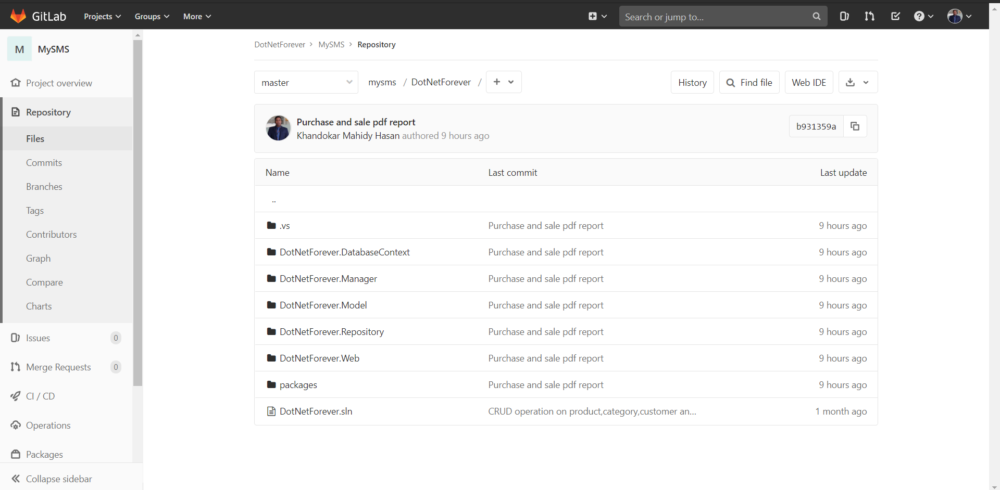 GitLab Projects Groups More Search or jump to...
M MySMS
Project overview
Repository
Files
Commits
Branches
Tags
Contributors
Graph
Compare
Charts
Issues 0
Merge Requests 0
CI / CD
Operations
Packages
Collapse sidebar
DotNetForever > MySMS > Repository
master mysms / DotNetForever / + History Find file Web IDE
Purchase and sale pdf report
Khandokar Mahidy Hasan authored 9 hours ago
b931359a
Name Last commit Last update
..
.vs Purchase and sale pdf report 9 hours ago
DotNetForever.DatabaseContext Purchase and sale pdf report 9 hours ago
DotNetForever.Manager Purchase and sale pdf report 9 hours ago
DotNetForever.Model Purchase and sale pdf report 9 hours ago
DotNetForever.Repository Purchase and sale pdf report 9 hours ago
DotNetForever.Web Purchase and sale pdf report 9 hours ago
packages Purchase and sale pdf report 9 hours ago
DotNetForever.sln CRUD operation on product,category,customer an... 1 month ago